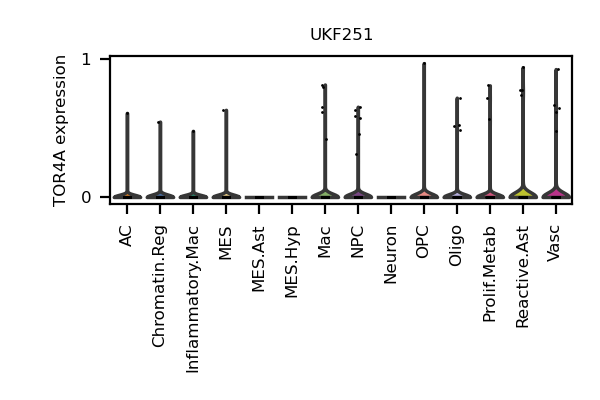 UKF251
TOR4A expression
1
0
AC
Chromatin.Reg
Inflammatory.Mac
MES
MES.Ast
MES.Hyp
Mac
NPC
Neuron
OPC
Oligo
Prolif.Metab
Reactive.Ast
Vasc